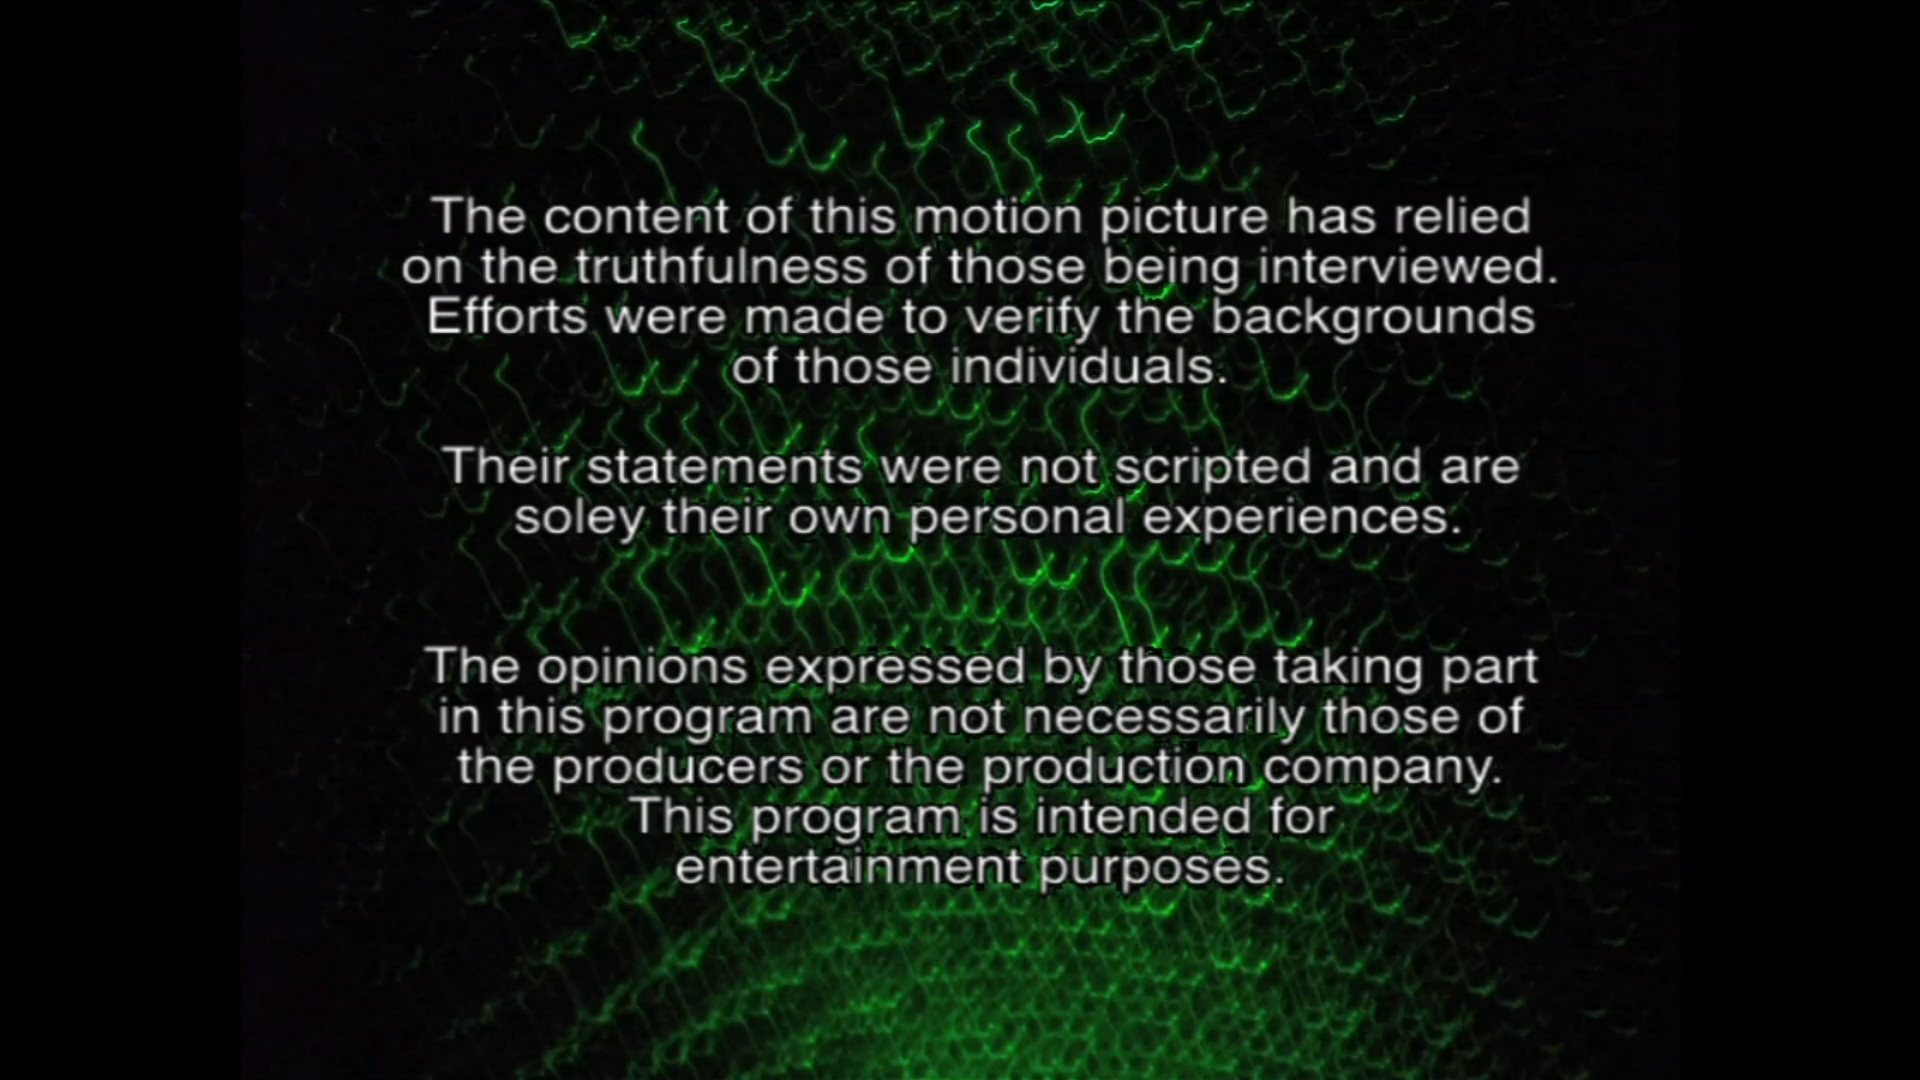 The content of this motion picture has relied
on the truthfulness of those being interviewed.
Efforts were made to verify the backgrounds
of those individuals.
Their statements were not scripted and are
soley their own personal experiences.
The opinions expressed by those taking part
in this program are not necessarily those of
the producers or the production company.
This program is intended for
entertainment purposes.